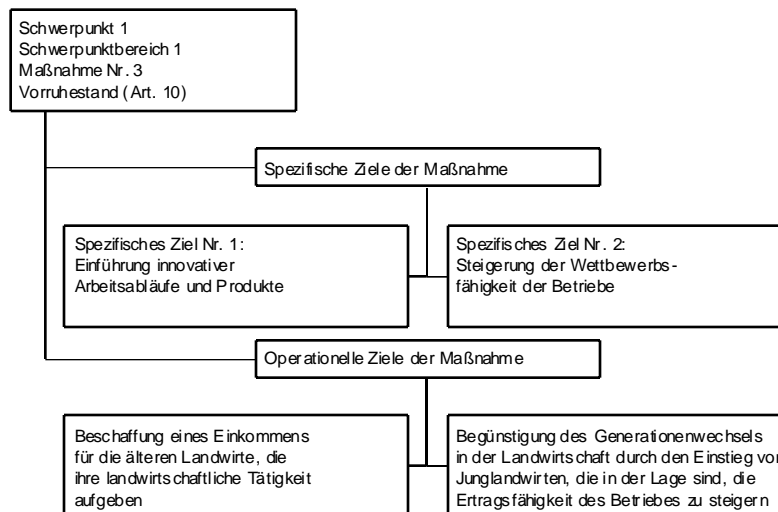 Schwerpunkt 1
Schwerpunktbereich 1
Maßnahme Nr. 3
Vorruhestand (Art. 10)
Spezifische Ziele der Maßnahme
Spezifisches Ziel Nr. 1:
Einführung innovativer
Arbeitsabläufe und Produkte
Spezifisches Ziel Nr. 2:
Steigerung der Wettbewerbs-
fähigkeit der Betriebe
Operationelle Ziele der Maßnahme
Beschaffung eines Einkommens
für die älteren Landwirte, die
ihre landwirtschaftliche Tätigkeit
aufgeben
Begünstigung des Generationenwechsels
in der Landwirtschaft durch den Einstieg von
Junglandwirten, die in der Lage sind, die
Ertragsfähigkeit des Betriebes zu steigern